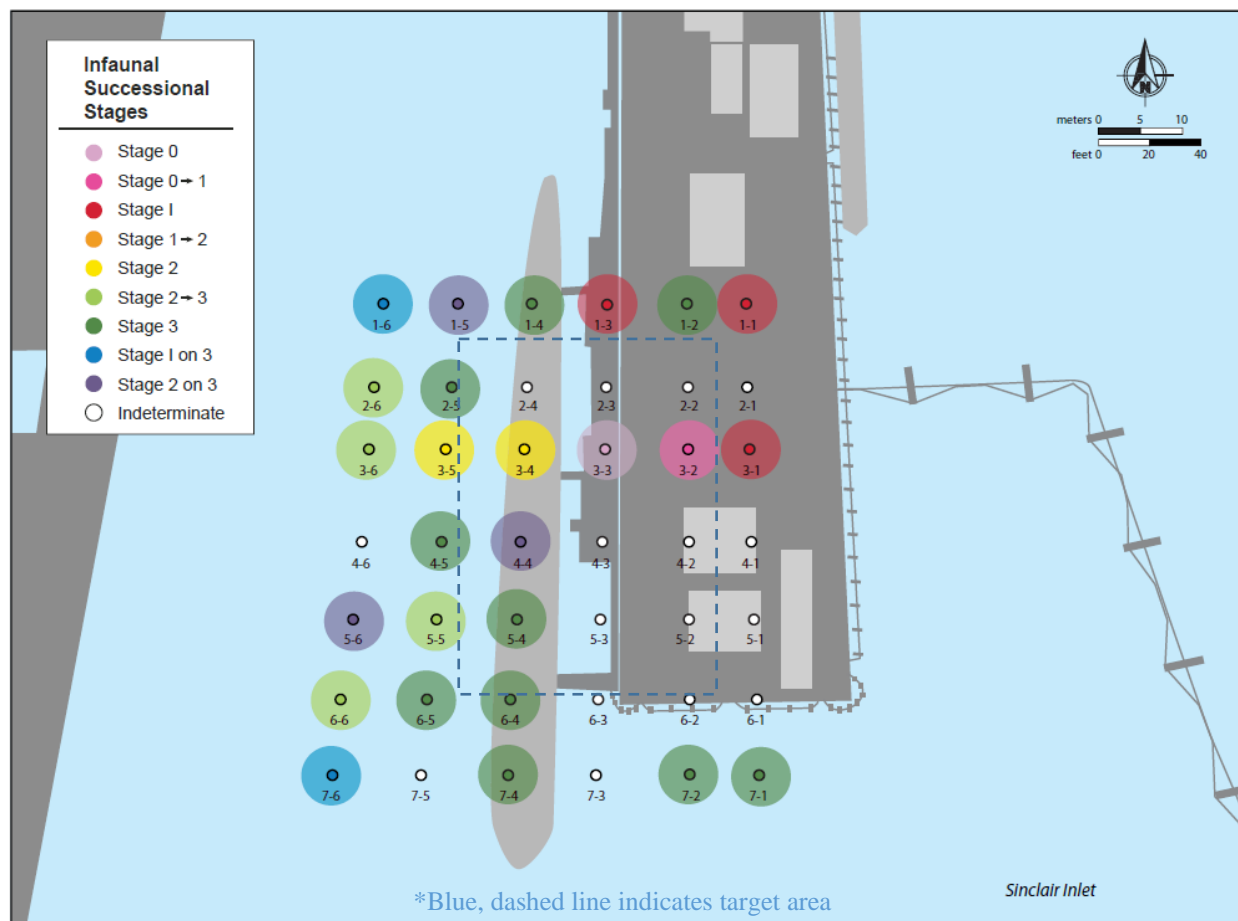 Infaunal
Successional
Stages
Stage 0
Stage 0 → 1
Stage I
Stage 1 → 2
Stage 2
Stage 2 → 3
Stage 3
Stage I on 3
Stage 2 on 3
Indeterminate
N
meters 0 5 10
feet 0 20 40
1-6 1-5 1-4 1-3 1-2 1-1
2-6 2-5 2-4 2-3 2-2 2-1
3-6 3-5 3-4 3-3 3-2 3-1
4-6 4-5 4-4 4-3 4-2 4-1
5-6 5-5 5-4 5-3 5-2 5-1
6-6 6-5 6-4 6-3 6-2 6-1
7-6 7-5 7-4 7-3 7-2 7-1
Sinclair Inlet
*Blue, dashed line indicates target area